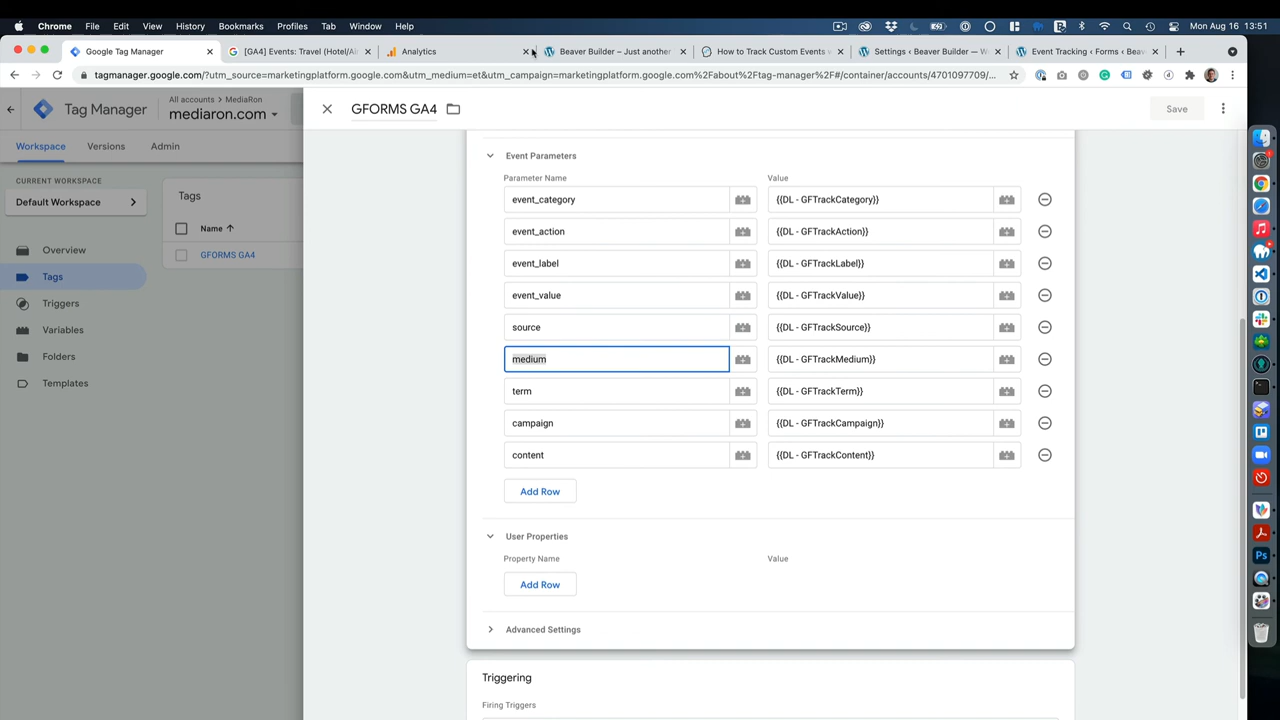 Chrome File Edit View History Bookmarks Profiles Tab Window Help Mon Aug 16 13:51
Google Tag Manager × [GA4] Events: Travel (Hotel/Ai × Analytics × Beaver Builder – Just another × How to Track Custom Events w × Settings ‹ Beaver Builder — W × Event Tracking ‹ Forms ‹ Beav × +
tagmanager.google.com/?utm_source=marketingplatform.google.com&utm_medium=et&utm_campaign=marketingplatform.google.com%2Fabout%2Ftag-manager%2F#/container/accounts/4701097709/...
All accounts > MediaRon
Tag Manager mediaron.com
GFORMS GA4 Save
Workspace Versions Admin
CURRENT WORKSPACE
Default Workspace
Overview
Tags
Triggers
Variables
Folders
Templates
Tags
Name ↑
GFORMS GA4
Event Parameters
Parameter Name Value
event_category {{DL - GFTrackCategory}}
event_action {{DL - GFTrackAction}}
event_label {{DL - GFTrackLabel}}
event_value {{DL - GFTrackValue}}
source {{DL - GFTrackSource}}
medium {{DL - GFTrackMedium}}
term {{DL - GFTrackTerm}}
campaign {{DL - GFTrackCampaign}}
content {{DL - GFTrackContent}}
Add Row
User Properties
Property Name Value
Add Row
Advanced Settings
Triggering
Firing Triggers